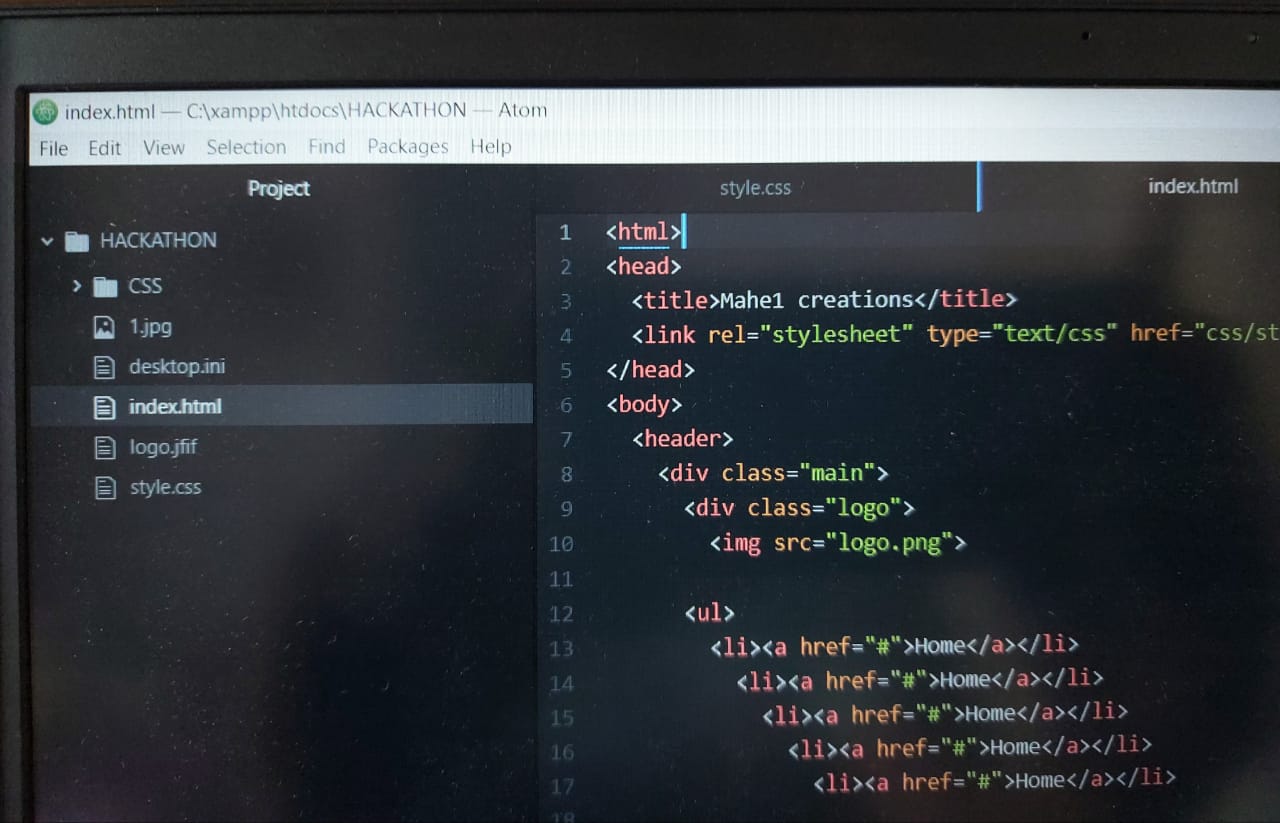 index.html — C:\xampp\htdocs\HACKATHON — Atom
File Edit View Selection Find Packages Help
Project
style.css
index.html
HACKATHON
CSS
1.jpg
desktop.ini
index.html
logo.jfif
style.css
1 <html>
2 <head>
3 <title>Mahe1 creations</title>
4 <link rel="stylesheet" type="text/css" href="css/st
5 </head>
6 <body>
7 <header>
8 <div class="main">
9 <div class="logo">
10 <img src="logo.png">
11
12 <ul>
13 <li><a href="#">Home</a></li>
14 <li><a href="#">Home</a></li>
15 <li><a href="#">Home</a></li>
16 <li><a href="#">Home</a></li>
17 <li><a href="#">Home</a></li>
18